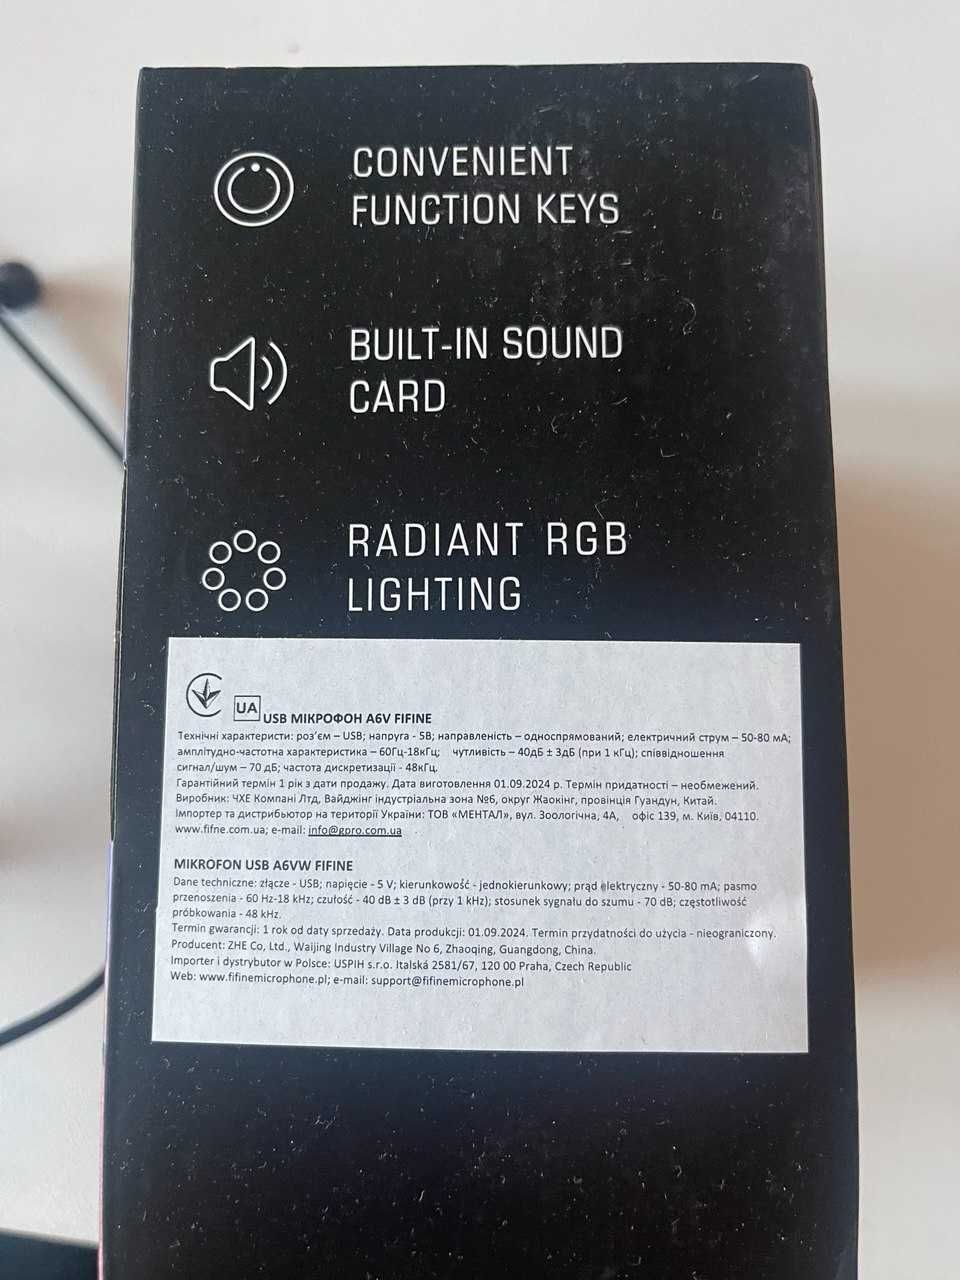 CONVENIENT
FUNCTION KEYS
BUILT-IN SOUND
CARD
RADIANT RGB
LIGHTING
UA USB МІКРОФОН A6V FIFINE
Технічні характеристи: роз'єм – USB; напруга - 5В; направленість – односпрямований; електричний струм – 50-80 мА;
амплітудно-частотна характеристика – 60Гц-18кГц; чутливість – 40дБ ± 3дБ (при 1 кГц); співвідношення
сигнал/шум – 70 дБ; частота дискретизації - 48кГц.
Гарантійний термін 1 рік з дати продажу. Дата виготовлення 01.09.2024 р. Термін придатності – необмежений.
Виробник: ЧХЕ Компані Лтд, Вайджінг індустріальна зона №6, округ Жаокінг, провінція Гуандун, Китай.
Імпортер та дистрибьютор на території України: ТОВ «МЕНТАЛ», вул. Зоологічна, 4А, офіс 139, м. Київ, 04110.
www.fifne.com.ua; e-mail: info@gpro.com.ua
MIKROFON USB A6VW FIFINE
Dane techniczne: złącze - USB; napięcie - 5 V; kierunkowość - jednokierunkowy; prąd elektryczny - 50-80 mA; pasmo
przenoszenia - 60 Hz-18 kHz; czułość - 40 dB ± 3 dB (przy 1 kHz); stosunek sygnału do szumu - 70 dB; częstotliwość
próbkowania - 48 kHz.
Termin gwarancji: 1 rok od daty sprzedaży. Data produkcji: 01.09.2024. Termin przydatności do użycia - nieograniczony.
Producent: ZHE Co, Ltd., Waijing Industry Village No 6, Zhaoqing, Guangdong, China.
Importer i dystrybutor w Polsce: USPIH s.r.o. Italská 2581/67, 120 00 Praha, Czech Republic
Web: www.fifinemicrophone.pl; e-mail: support@fifinemicrophone.pl